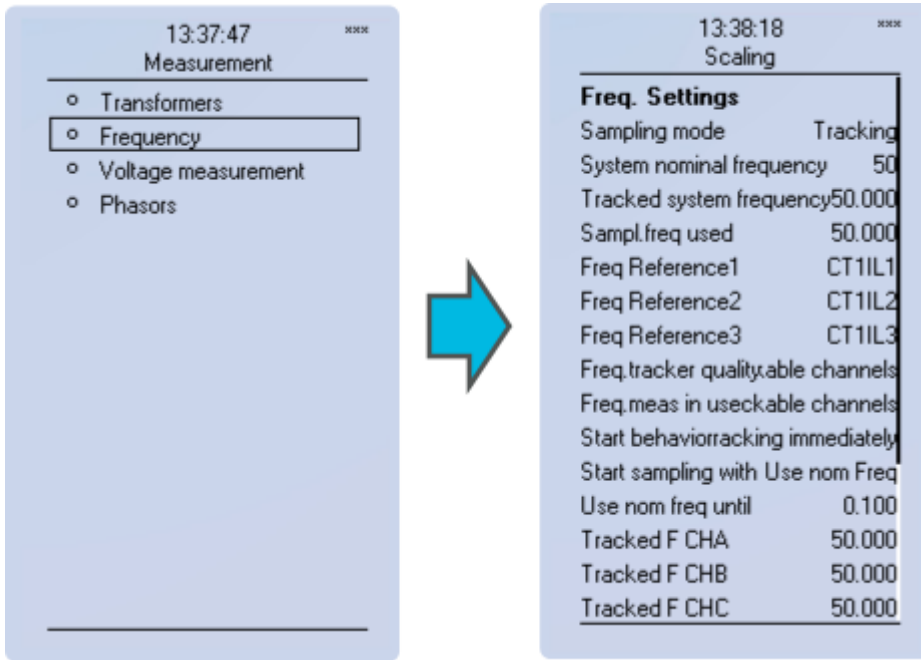 13:37:47 xxx
Measurement
Transformers
Frequency
Voltage measurement
Phasors
13:38:18 xxx
Scaling
Freq. Settings
Sampling mode Tracking
System nominal frequency 50
Tracked system frequency50.000
Sampl.freq used 50.000
Freq Reference1 CT1IL1
Freq Reference2 CT1IL2
Freq Reference3 CT1IL3
Freq.tracker quality.able channels
Freq.meas in useckable channels
Start behaviorracking immediately
Start sampling with Use nom Freq
Use nom freq until 0.100
Tracked F CHA 50.000
Tracked F CHB 50.000
Tracked F CHC 50.000